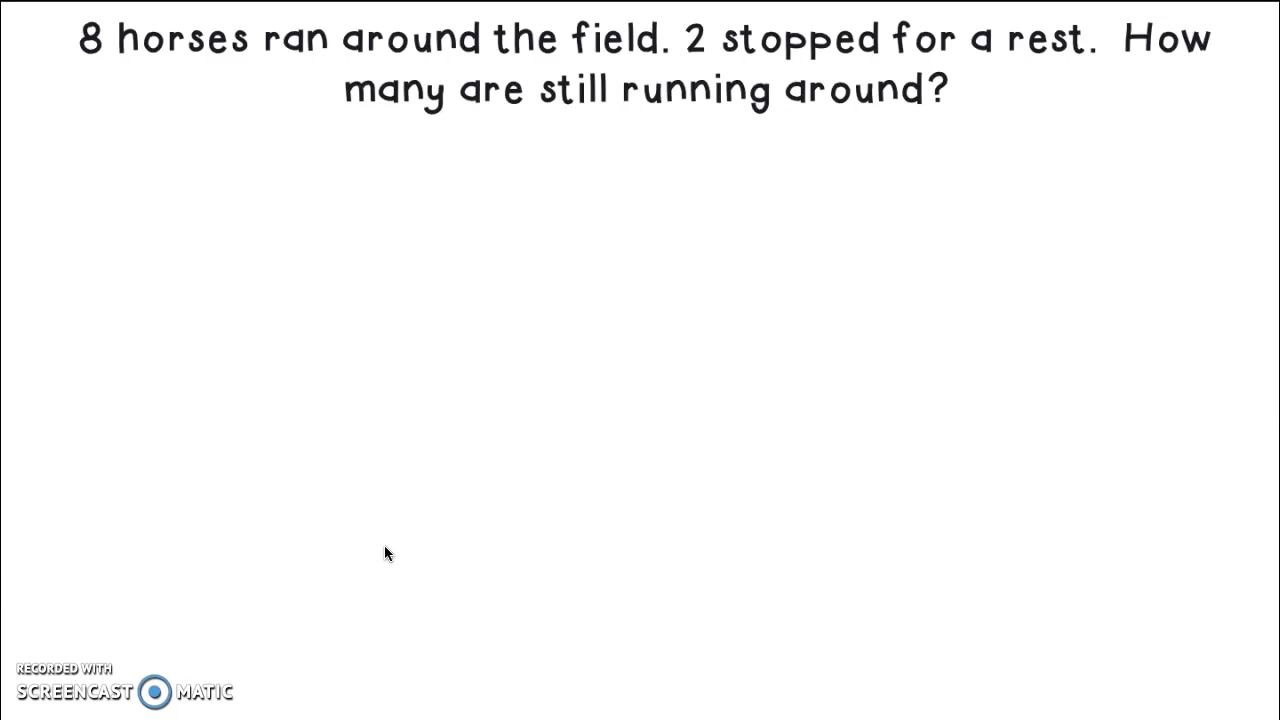 8 horses ran around the field. 2 stopped for a rest.  How
many are still running around?
RECORDED WITH
SCREENCAST MATIC